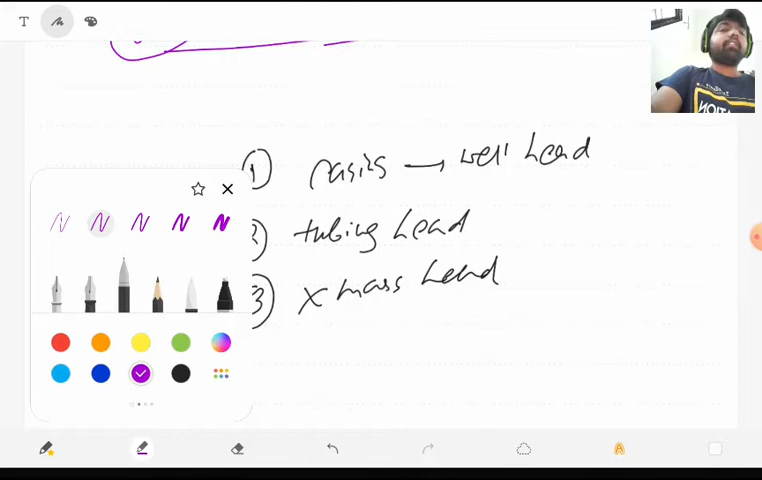 T
① casing → well head
② tubing head
③ x mass head
A